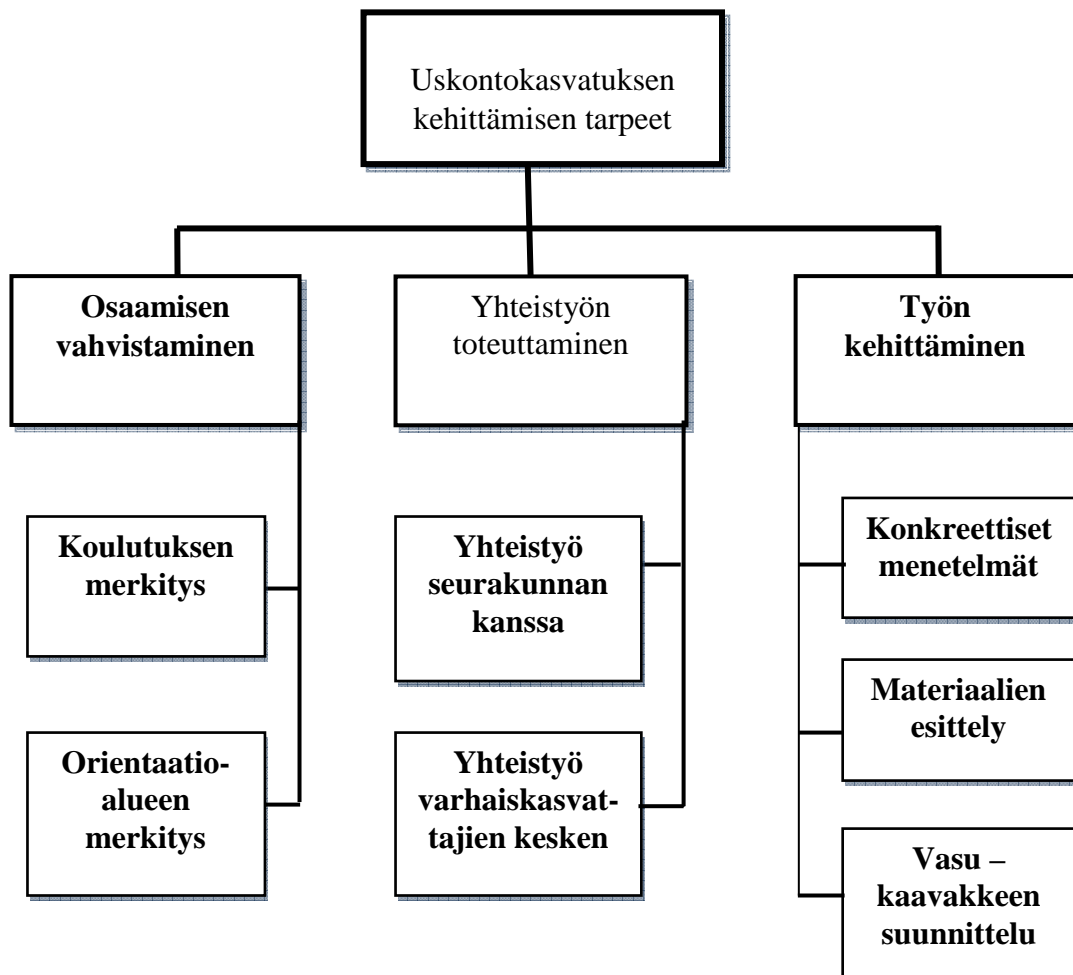 Uskontokasvatuksen
kehittämisen tarpeet
Osaamisen
vahvistaminen
Yhteistyön
toteuttaminen
Työn
kehittäminen
Koulutuksen
merkitys
Orientaatio-
alueen
merkitys
Yhteistyö
seurakunnan
kanssa
Yhteistyö
varhaiskasvat-
tajien kesken
Konkreettiset
menetelmät
Materiaalien
esittely
Vasu –
kaavakkeen
suunnittelu